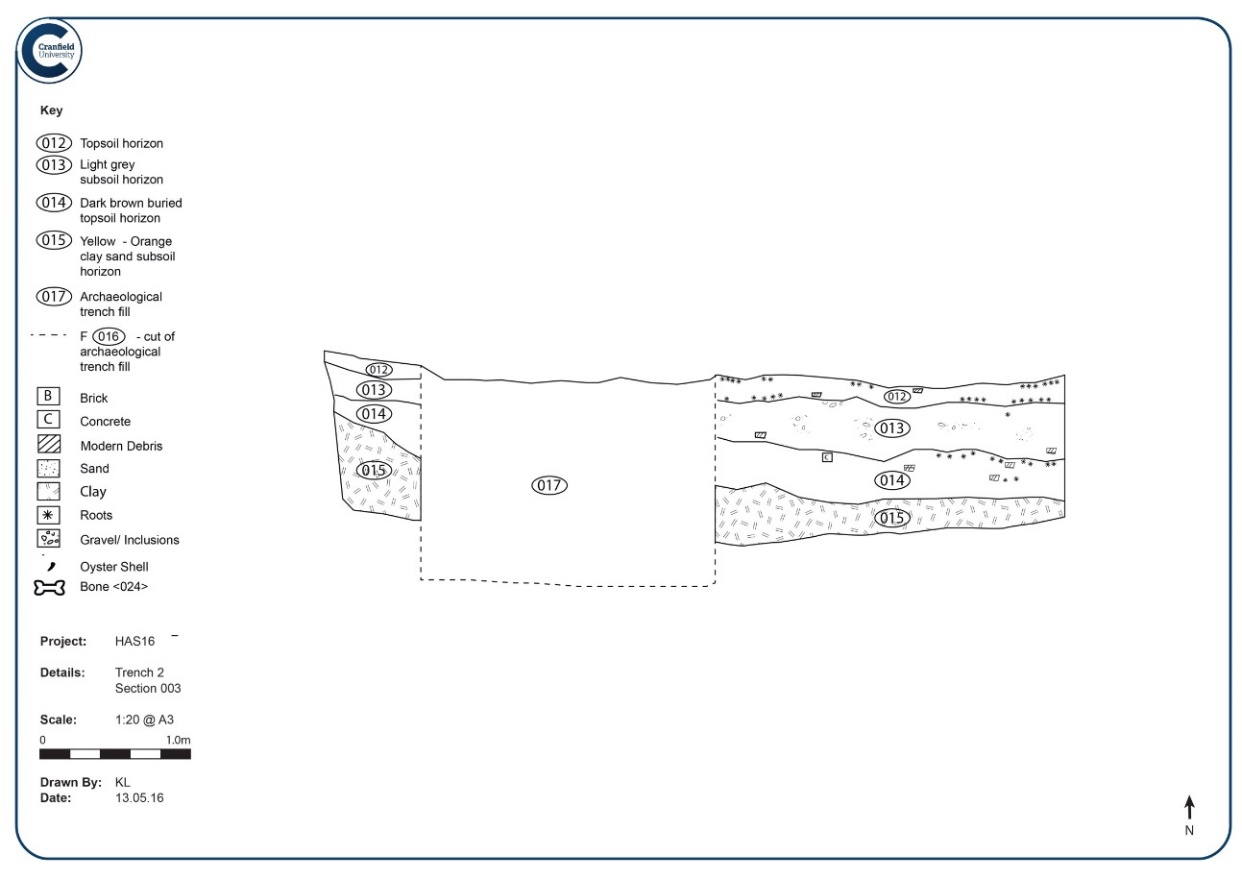 Cranfield
University
Key
012 Topsoil horizon
013 Light grey
subsoil horizon
014 Dark brown buried
topsoil horizon
015 Yellow - Orange
clay sand subsoil
horizon
017 Archaeological
trench fill
F 016 - cut of
archaeological
trench fill
B Brick
C Concrete
Modern Debris
Sand
Clay
Roots
Gravel/ Inclusions
Oyster Shell
Bone <024>
Project: HAS16
Details: Trench 2
Section 003
Scale: 1:20 @ A3
0 1.0m
Drawn By: KL
Date: 13.05.16
012
013
014
015
017
012
013
C
014
015
N